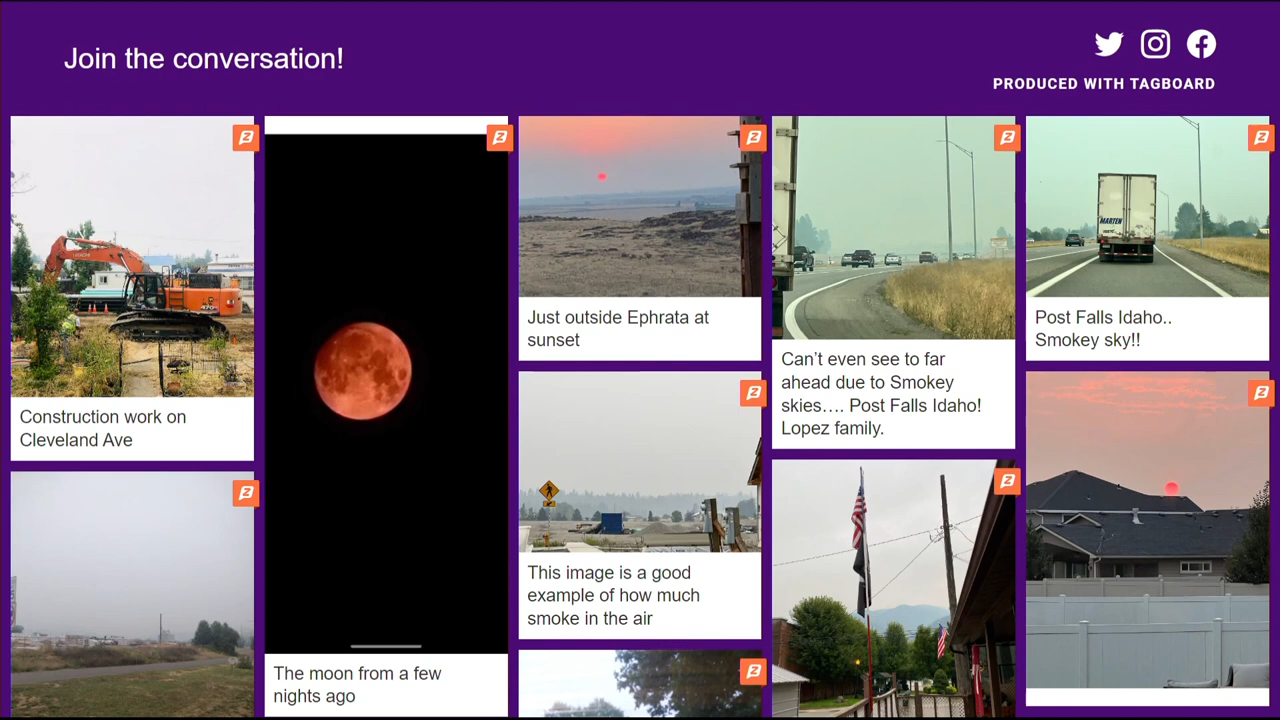 Join the conversation!
PRODUCED WITH TAGBOARD
Construction work on
Cleveland Ave
The moon from a few
nights ago
Just outside Ephrata at
sunset
This image is a good
example of how much
smoke in the air
Can’t even see to far
ahead due to Smokey
skies…. Post Falls Idaho!
Lopez family.
MARTEN
Post Falls Idaho..
Smokey sky!!